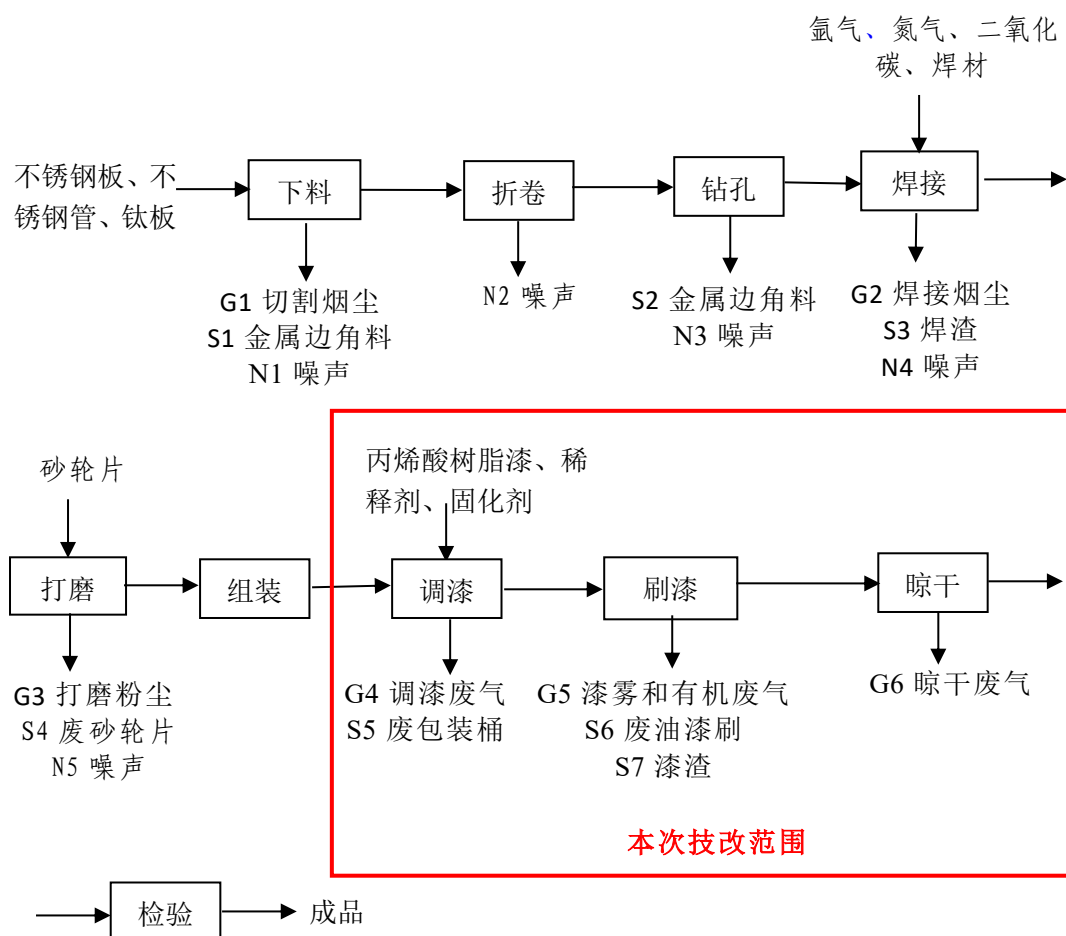 氩气、氮气、二氧化
碳、焊材
不锈钢板、不
锈钢管、钛板
下料
折卷
钻孔
焊接
G1 切割烟尘
S1 金属边角料
N1 噪声
N2 噪声
S2 金属边角料
N3 噪声
G2 焊接烟尘
S3 焊渣
N4 噪声
砂轮片
丙烯酸树脂漆、稀
释剂、固化剂
打磨
组装
调漆
刷漆
晾干
G3 打磨粉尘
S4 废砂轮片
N5 噪声
G4 调漆废气
S5 废包装桶
G5 漆雾和有机废气
S6 废油漆刷
S7 漆渣
G6 晾干废气
本次技改范围
检验
成品